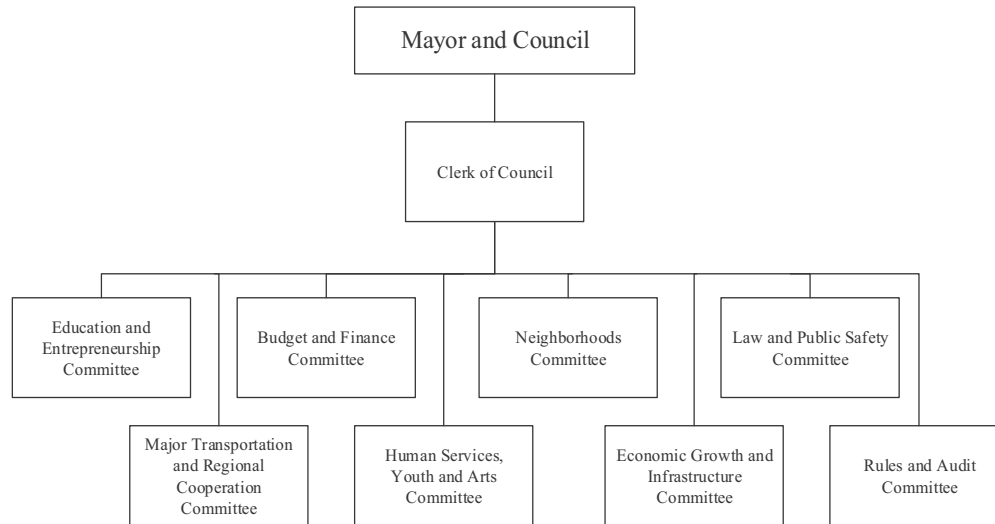 Mayor and Council
Clerk of Council
Education and
Entrepreneurship
Committee
Budget and Finance
Committee
Neighborhoods
Committee
Law and Public Safety
Committee
Major Transportation
and Regional
Cooperation
Committee
Human Services,
Youth and Arts
Committee
Economic Growth and
Infrastructure
Committee
Rules and Audit
Committee